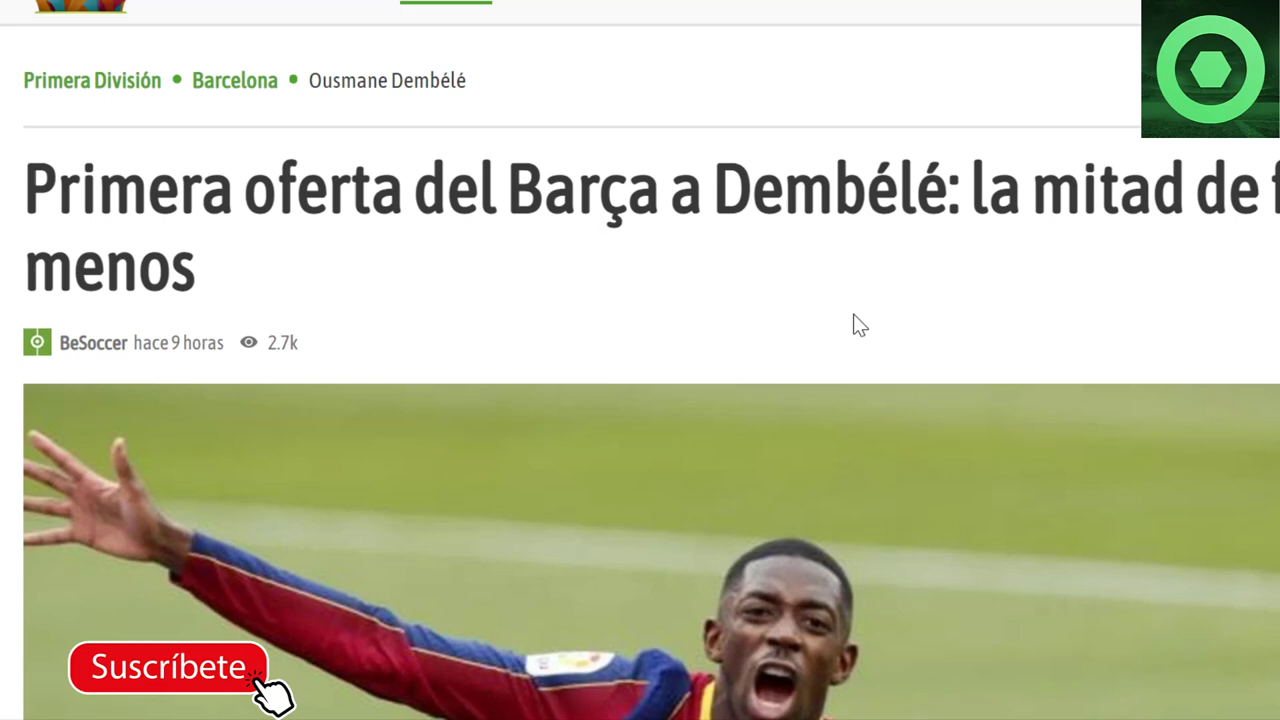 Primera División • Barcelona • Ousmane Dembélé
Primera oferta del Barça a Dembélé: la mitad de
menos
BeSoccer hace 9 horas 2.7k
Suscríbete